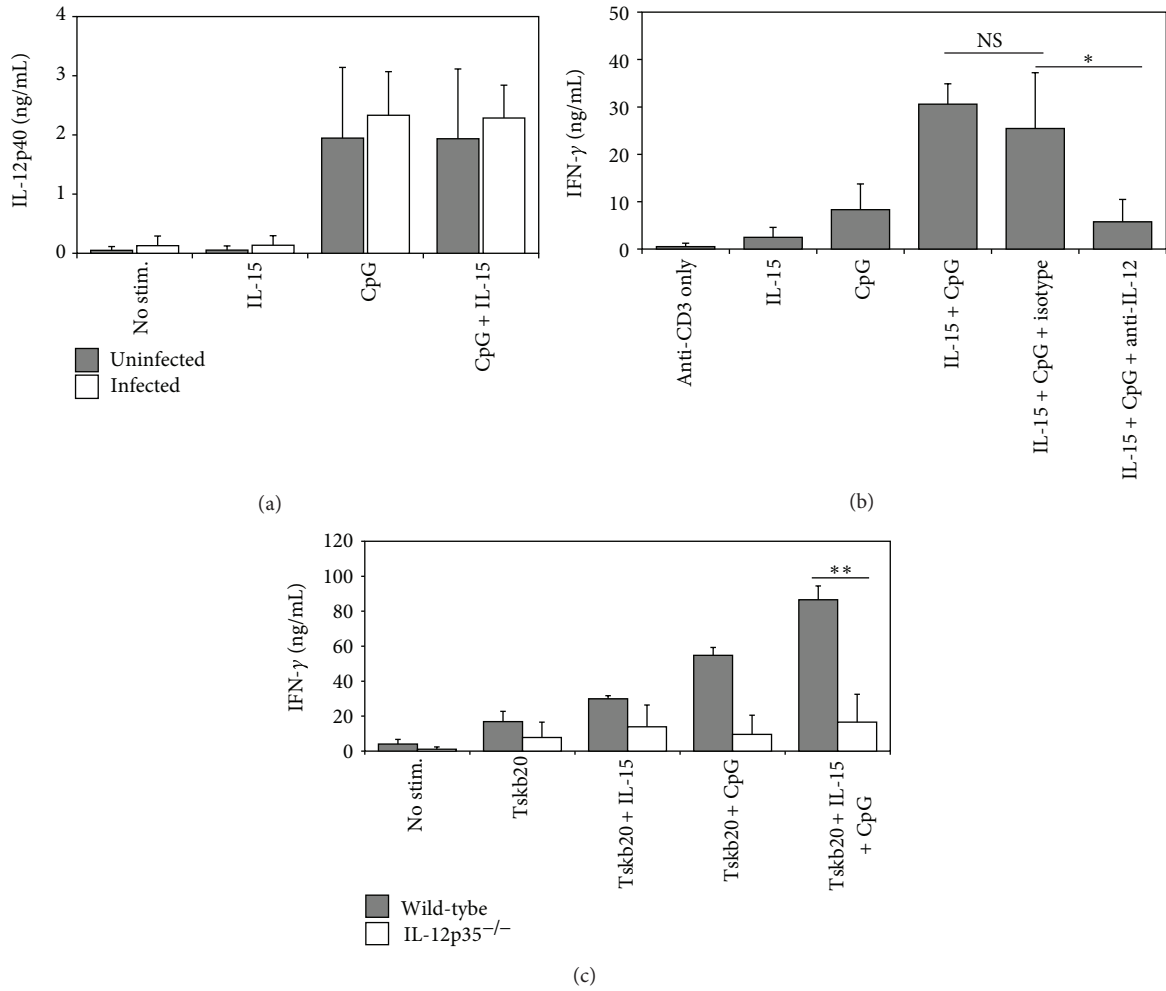 4
3
2
1
0
IL-12p40 (ng/mL)
No stim.
IL-15
CpG
CpG + IL-15
Uninfected
Infected
(a)
50
40
30
20
10
0
IFN-γ (ng/mL)
NS
*
Anti-CD3 only
IL-15
CpG
IL-15 + CpG
IL-15 + CpG + isotype
IL-15 + CpG + anti-IL-12
(b)
120
100
80
60
40
20
0
IFN-γ (ng/mL)
**
No stim.
Tskb20
Tskb20 + IL-15
Tskb20 + CpG
Tskb20 + IL-15
+ CpG
Wild-tybe
IL-12p35−/−
(c)